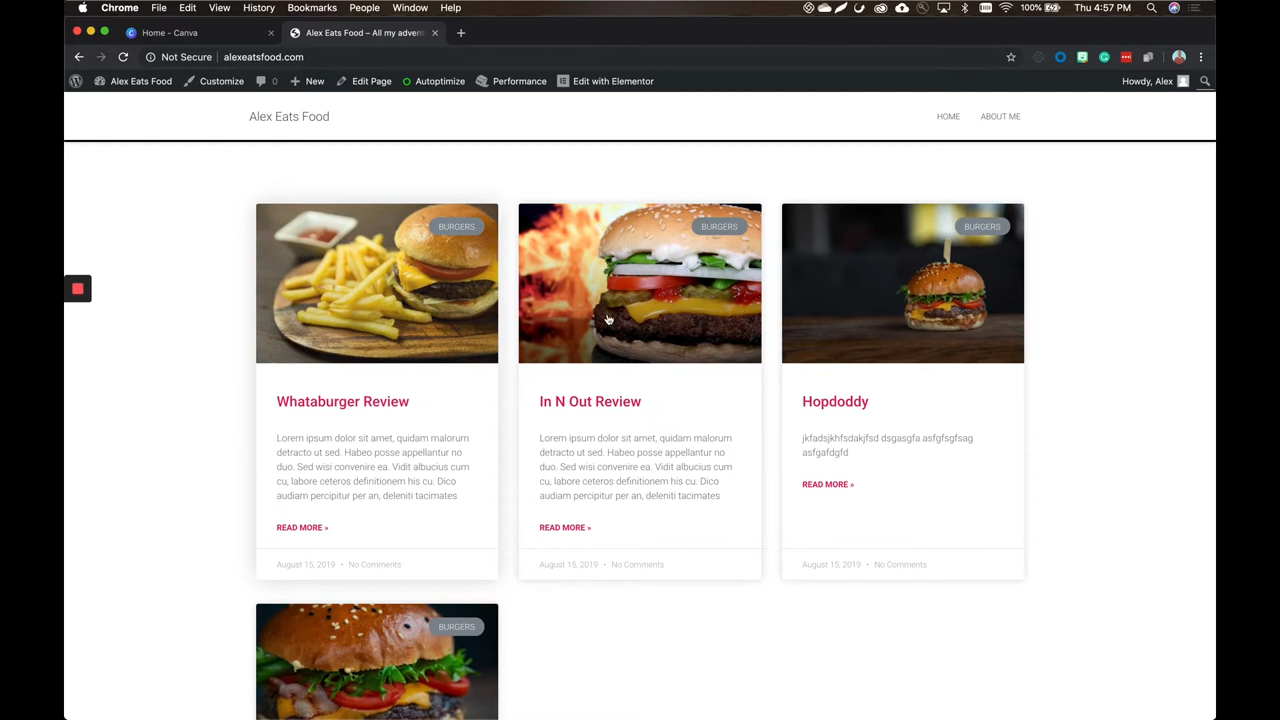 Chrome File Edit View History Bookmarks People Window Help 100% Thu 4:57 PM
Home - Canva Alex Eats Food – All my advent
Not Secure alexeatsfood.com
Alex Eats Food Customize 0 New Edit Page Autoptimize Performance Edit with Elementor Howdy, Alex
Alex Eats Food HOME ABOUT ME
BURGERS BURGERS BURGERS
Whataburger Review
Lorem ipsum dolor sit amet, quidam malorum
detracto ut sed. Habeo posse appellantur no
duo. Sed wisi convenire ea. Vidit albucius cum
cu, labore ceteros definitionem his cu. Dico
audiam percipitur per an, deleniti tacimates
READ MORE »
August 15, 2019 • No Comments
In N Out Review
Lorem ipsum dolor sit amet, quidam malorum
detracto ut sed. Habeo posse appellantur no
duo. Sed wisi convenire ea. Vidit albucius cum
cu, labore ceteros definitionem his cu. Dico
audiam percipitur per an, deleniti tacimates
READ MORE »
August 15, 2019 • No Comments
Hopdoddy
jkfadsjkhfsdakjfsd dsgasgfa asfgfsgfsag
asfgafdgfd
READ MORE »
August 15, 2019 • No Comments
BURGERS